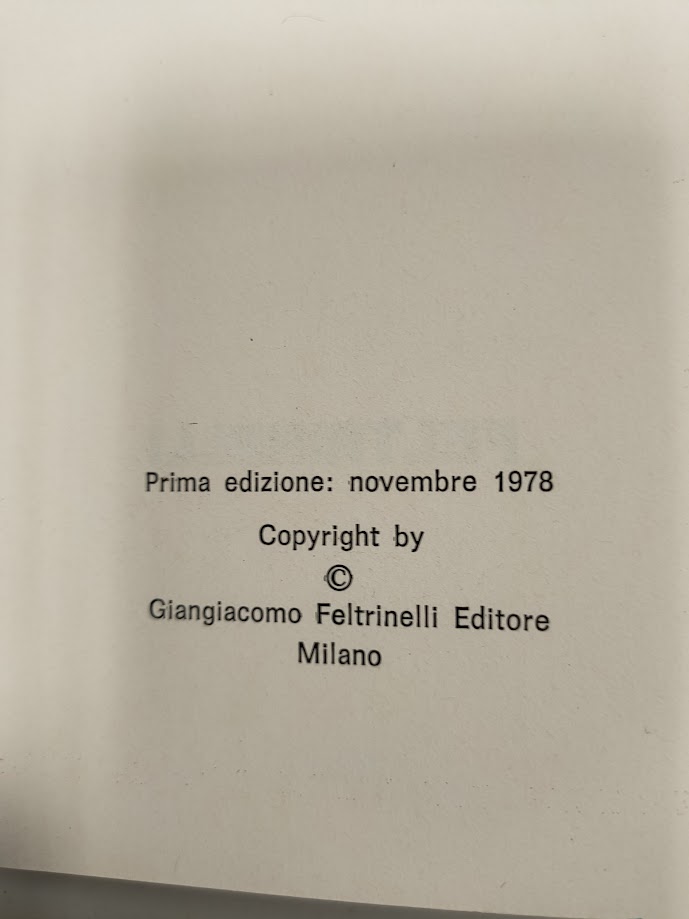 Prima edizione: novembre 1978
Copyright by
©
Giangiacomo Feltrinelli Editore
Milano